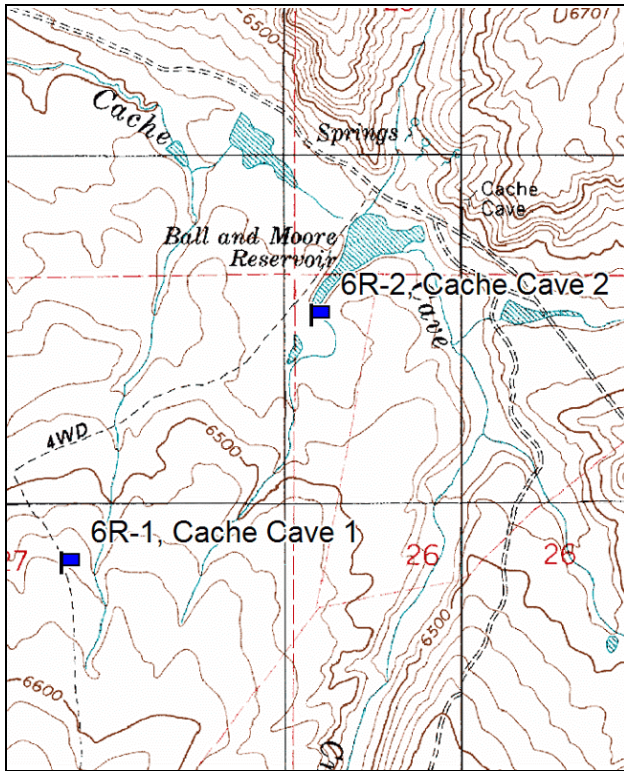 6500
U6701
Cache
Springs
Cache
Cave
Ball and Moore
Reservoir
6R-2, Cache Cave 2
Cave
4WD
6500
6R-1, Cache Cave 1
27
26
26
6500
6600